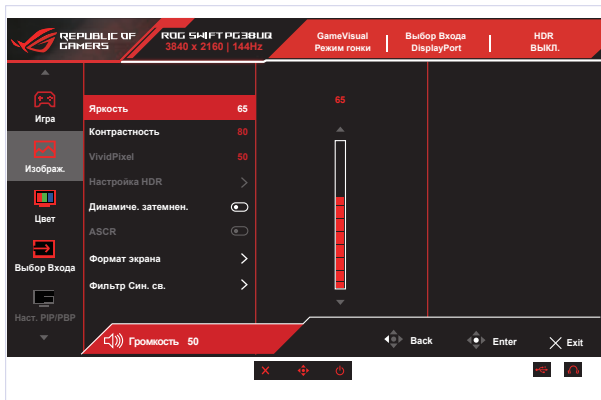 REPUBLIC OF
GAMERS
ROG SWIFT PG38UQ
3840 x 2160 | 144Hz
GameVisual
Режим гонки
Выбор Входа
DisplayPort
HDR
ВЫКЛ.
Игра
Изображ.
Цвет
Выбор Входа
Наст. PIP/PBP
Яркость 65
Контрастность 80
VividPixel 50
Настройка HDR
Динамиче. затемнен.
ASCR
Формат экрана
Фильтр Син. св.
65
Громкость 50
Back
Enter
Exit